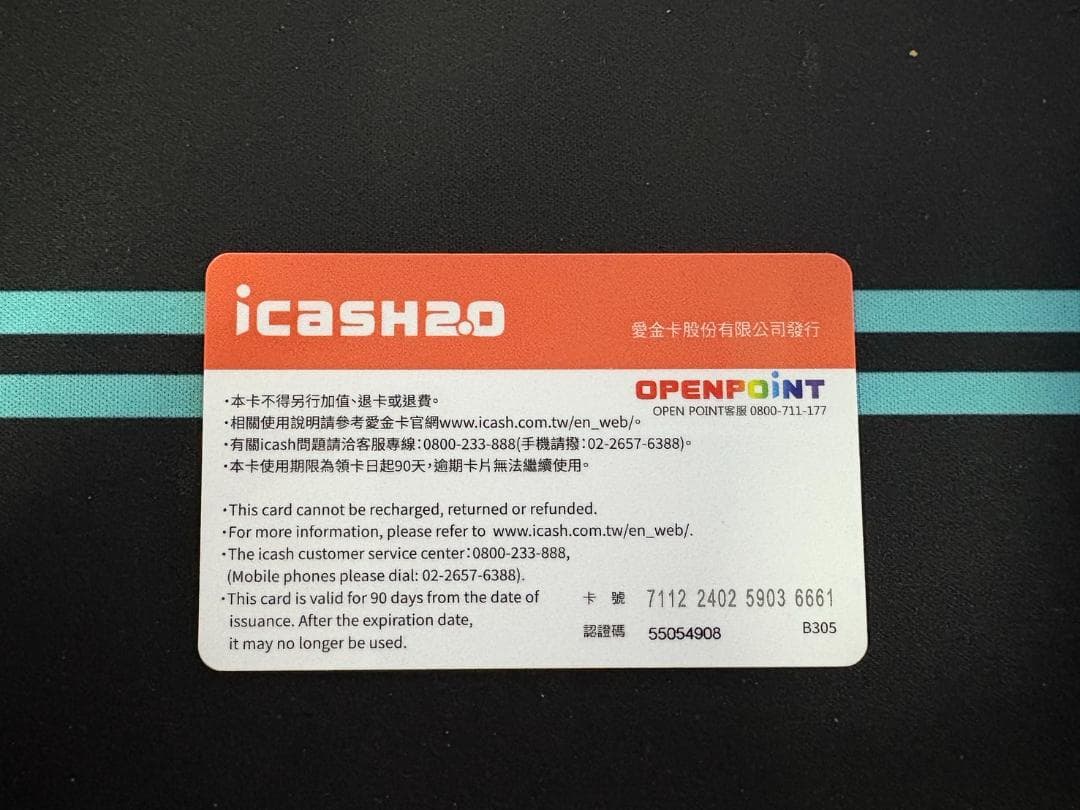 icash2.0
愛金卡股份有限公司發行
OPENPOINT
OPEN POINT客服 0800-711-177
·本卡不得另行加值、退卡或退費。
·相關使用說明請參考愛金卡官網www.icash.com.tw/en_web/。
·有關icash問題請洽客服專線:0800-233-888(手機請撥:02-2657-6388)。
·本卡使用期限為領卡日起90天,逾期卡片無法繼續使用。
·This card cannot be recharged, returned or refunded.
·For more information, please refer to www.icash.com.tw/en_web/.
·The icash customer service center:0800-233-888,
(Mobile phones please dial: 02-2657-6388).
·This card is valid for 90 days from the date of
issuance. After the expiration date,
it may no longer be used.
卡 號 7112 2402 5903 6661
認證碼 55054908
B305